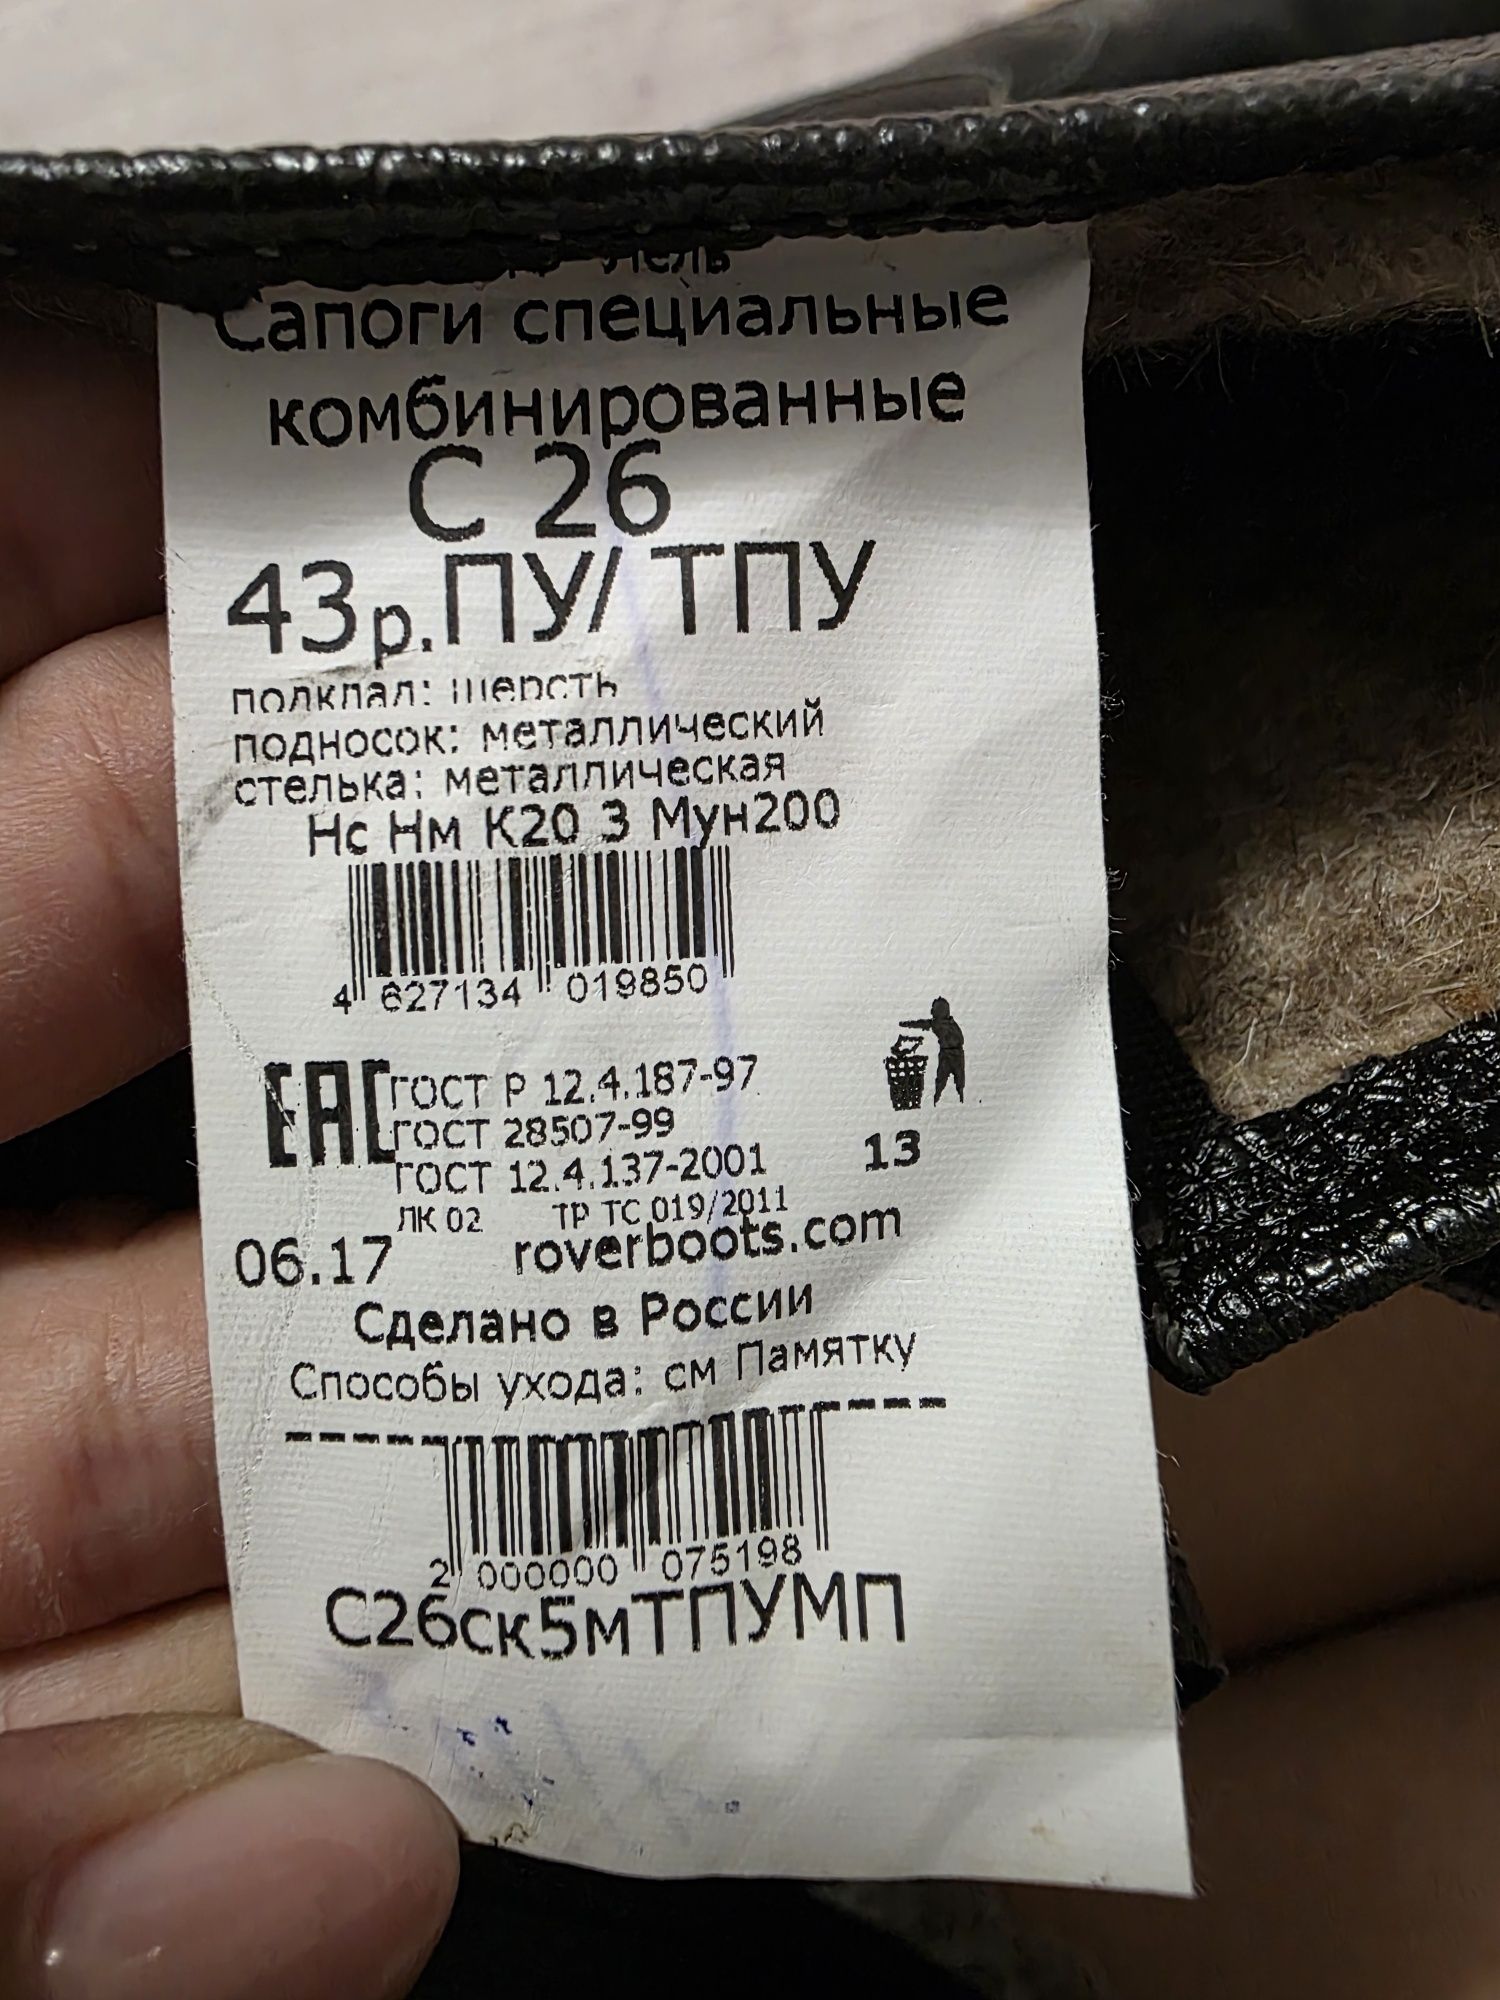 Сапоги специальные
комбинированные
С 26
43р.ПУ/ ТПУ
подклад: шерсть
подносок: металлический
стелька: металлическая
Нс Нм К20 З Мун200
4 627134 019850
ЕАС
ГОСТ Р 12.4.187-97
ГОСТ 28507-99
ГОСТ 12.4.137-2001
13
ЛК 02 ТР ТС 019/2011
06.17 roverboots.com
Сделано в России
Способы ухода: см Памятку
2 000000 075198
С26ск5мТПУМП